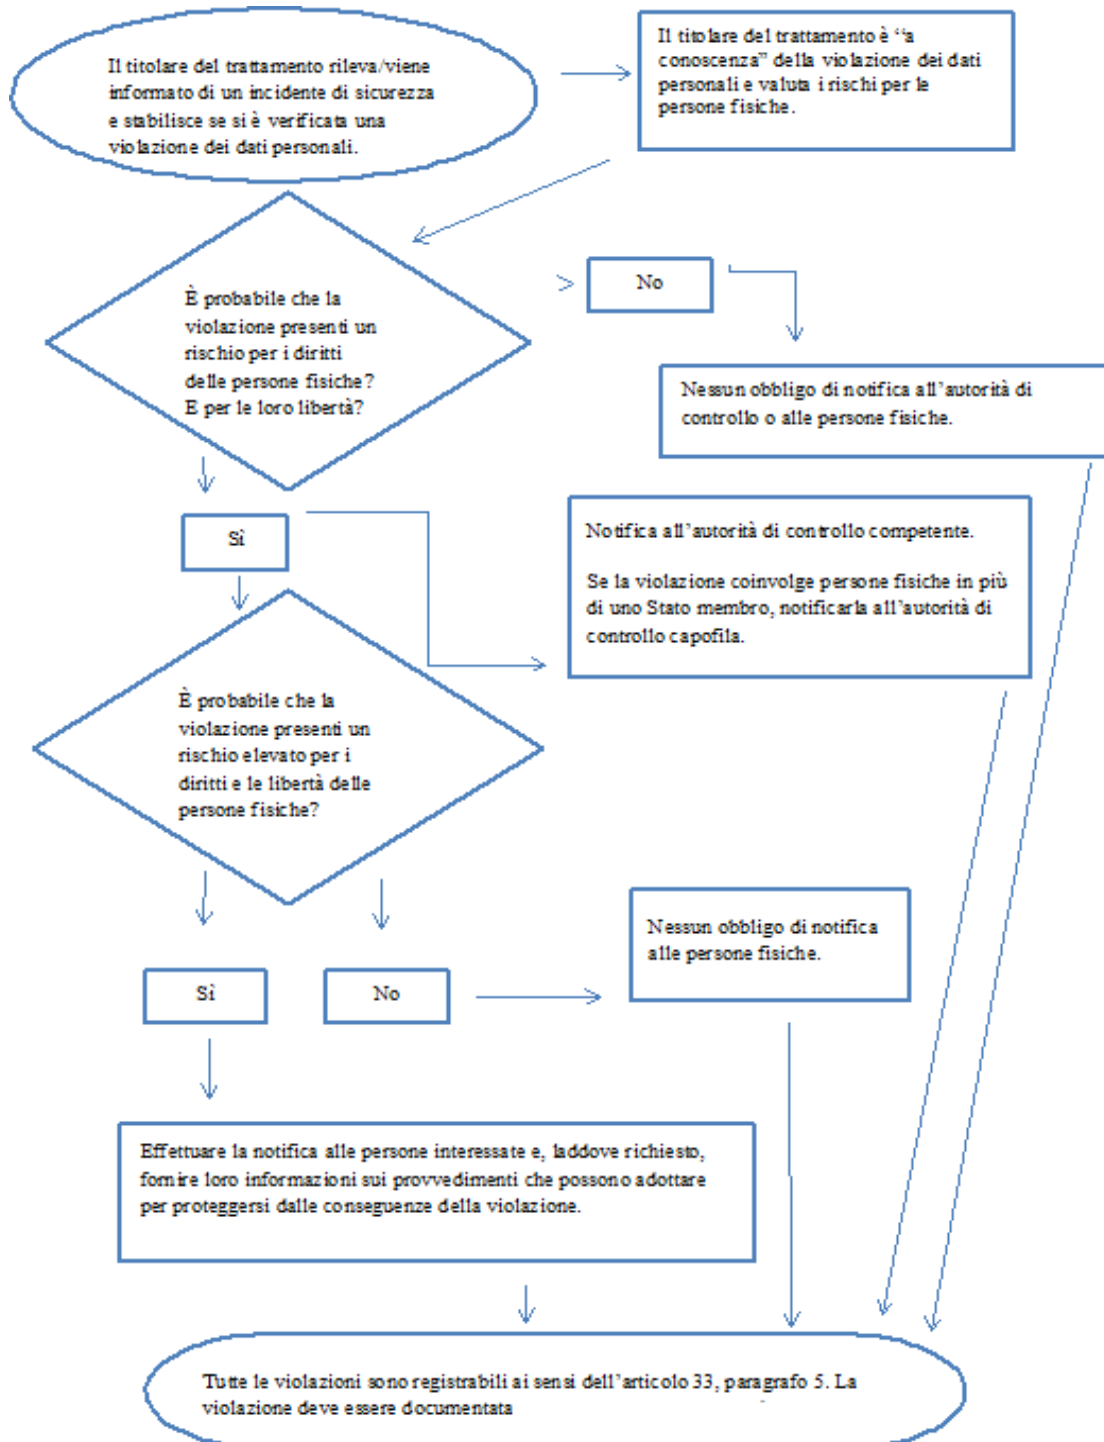 Il titolare del trattamento rileva/viene
informato di un incidente di sicurezza
e stabilisce se si è verificata una
violazione dei dati personali.
Il titolare del trattamento è “a
conoscenza” della violazione dei dati
personali e valuta i rischi per le
persone fisiche.
È probabile che la
violazione presenti un
rischio per i diritti
delle persone fisiche?
E per le loro libertà?
No
Nessun obbligo di notifica all’autorità di
controllo o alle persone fisiche.
Sì
Notifica all’autorità di controllo competente.
Se la violazione coinvolge persone fisiche in più
di uno Stato membro, notificarla all’autorità di
controllo capofila.
È probabile che la
violazione presenti un
rischio elevato per i
diritti e le libertà delle
persone fisiche?
Nessun obbligo di notifica
alle persone fisiche.
Sì
No
Effettuare la notifica alle persone interessate e, laddove richiesto,
fornire loro informazioni sui provvedimenti che possono adottare
per proteggersi dalle conseguenze della violazione.
Tutte le violazioni sono registrabili ai sensi dell’articolo 33, paragrafo 5. La
violazione deve essere documentata